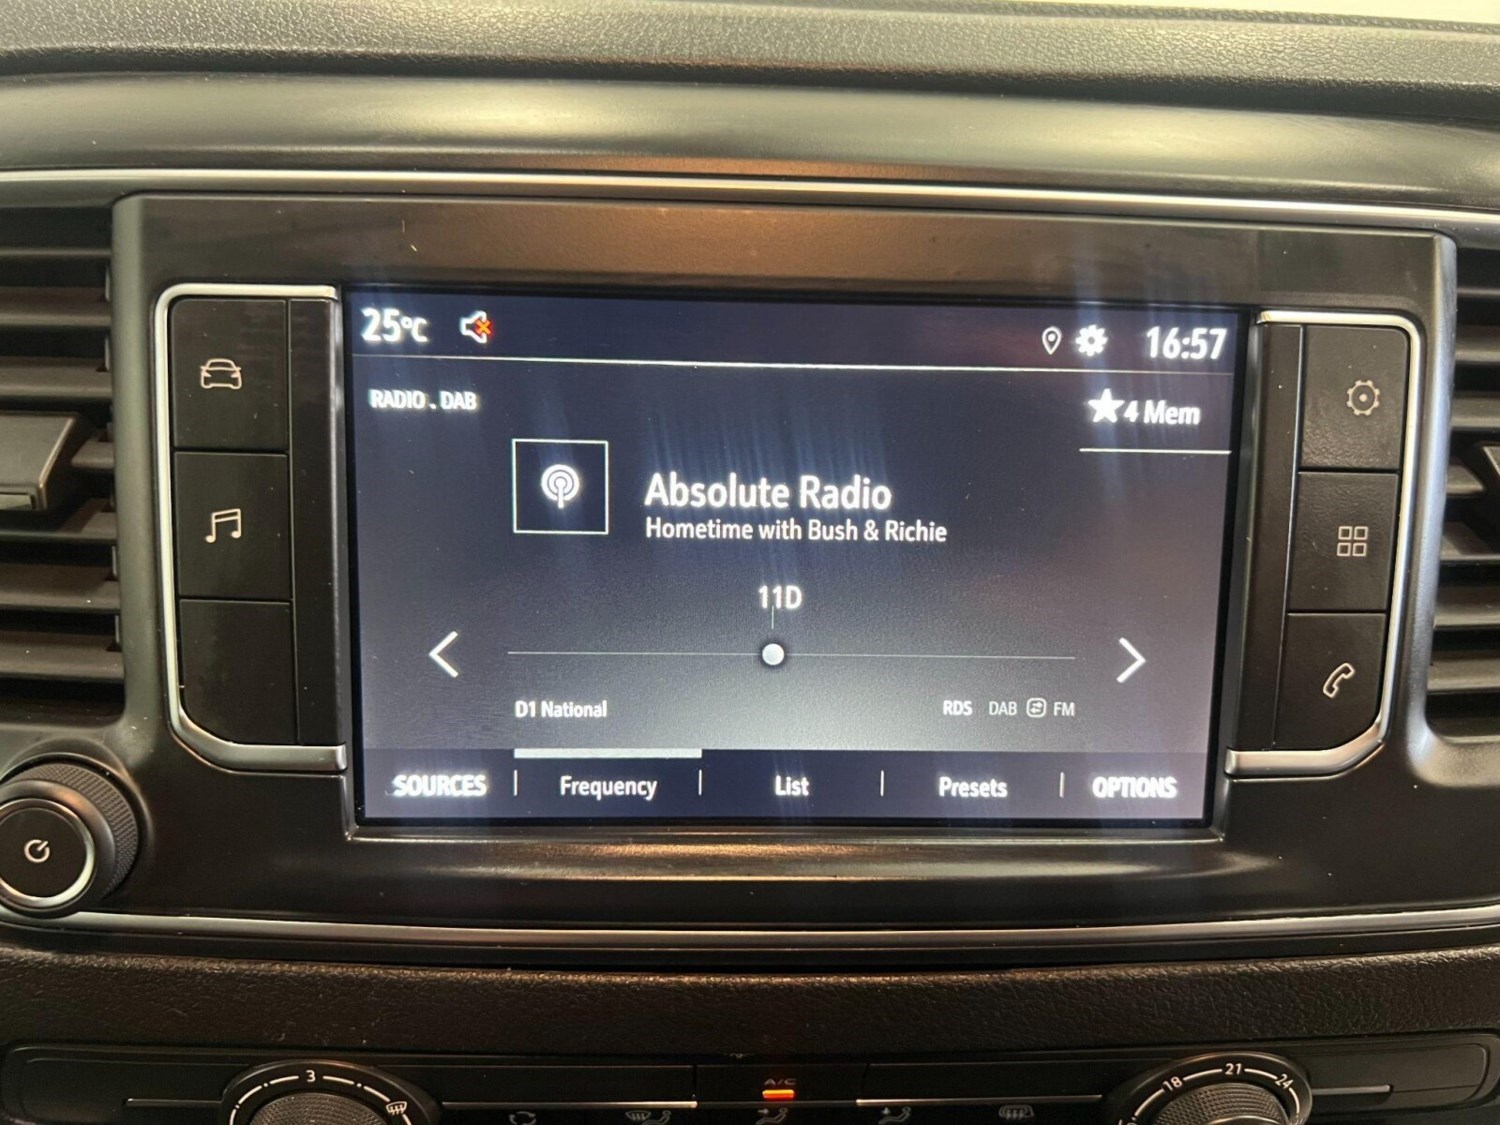 25°C
16:57
RADIO . DAB
4 Mem
Absolute Radio
Hometime with Bush & Richie
11D
D1 National
RDS DAB FM
SOURCES
Frequency
List
Presets
OPTIONS
3
A/C
18 21 24